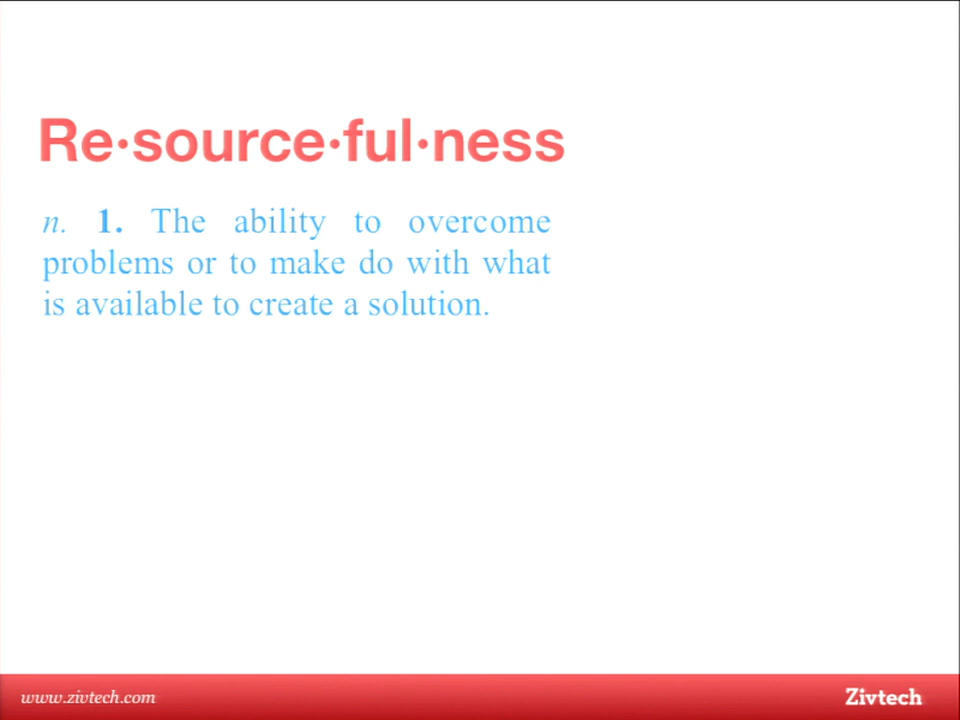 Re·source·ful·ness
n. 1. The ability to overcome
problems or to make do with what
is available to create a solution.
www.zivtech.com
Zivtech